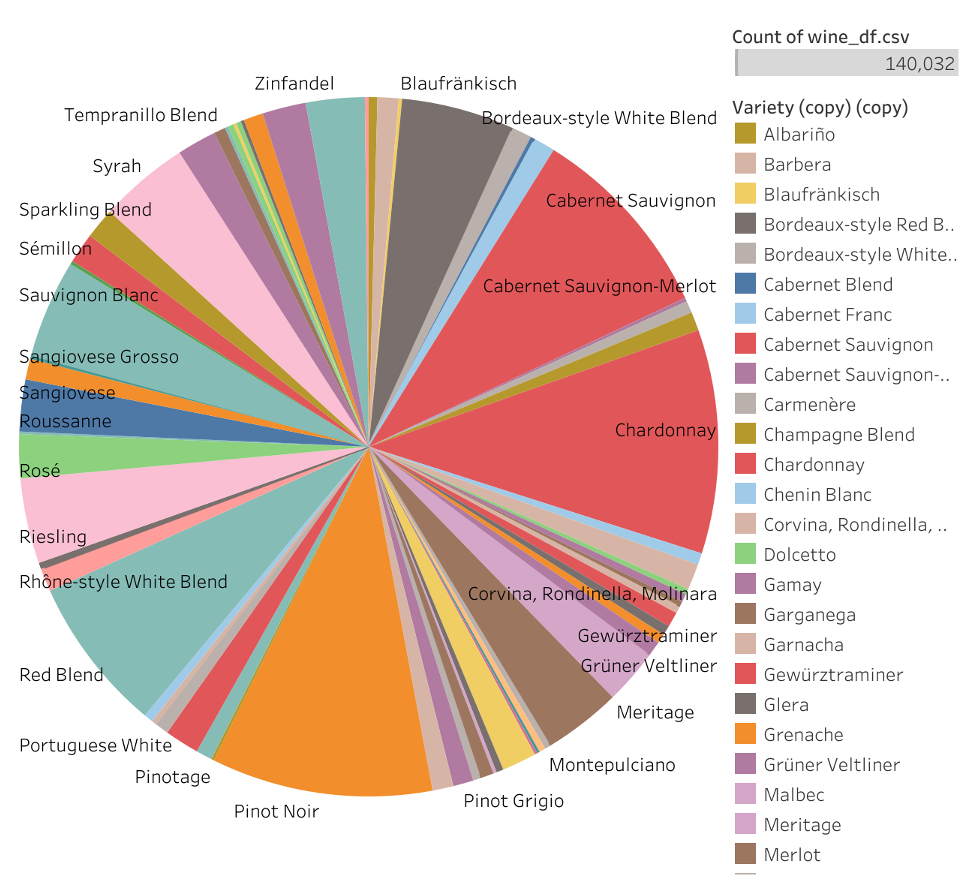 Count of wine_df.csv
140,032
Variety (copy) (copy)
Albariño
Barbera
Blaufränkisch
Bordeaux-style Red B..
Bordeaux-style White..
Cabernet Blend
Cabernet Franc
Cabernet Sauvignon
Cabernet Sauvignon-..
Carmenère
Champagne Blend
Chardonnay
Chenin Blanc
Corvina, Rondinella, ..
Dolcetto
Gamay
Garganega
Garnacha
Gewürztraminer
Glera
Grenache
Grüner Veltliner
Malbec
Meritage
Merlot
Zinfandel
Blaufränkisch
Tempranillo Blend
Bordeaux-style White Blend
Syrah
Cabernet Sauvignon
Sparkling Blend
Sémillon
Cabernet Sauvignon-Merlot
Sauvignon Blanc
Sangiovese Grosso
Sangiovese
Roussanne
Chardonnay
Rosé
Riesling
Rhône-style White Blend
Corvina, Rondinella, Molinara
Gewürztraminer
Grüner Veltliner
Red Blend
Meritage
Portuguese White
Montepulciano
Pinotage
Pinot Grigio
Pinot Noir